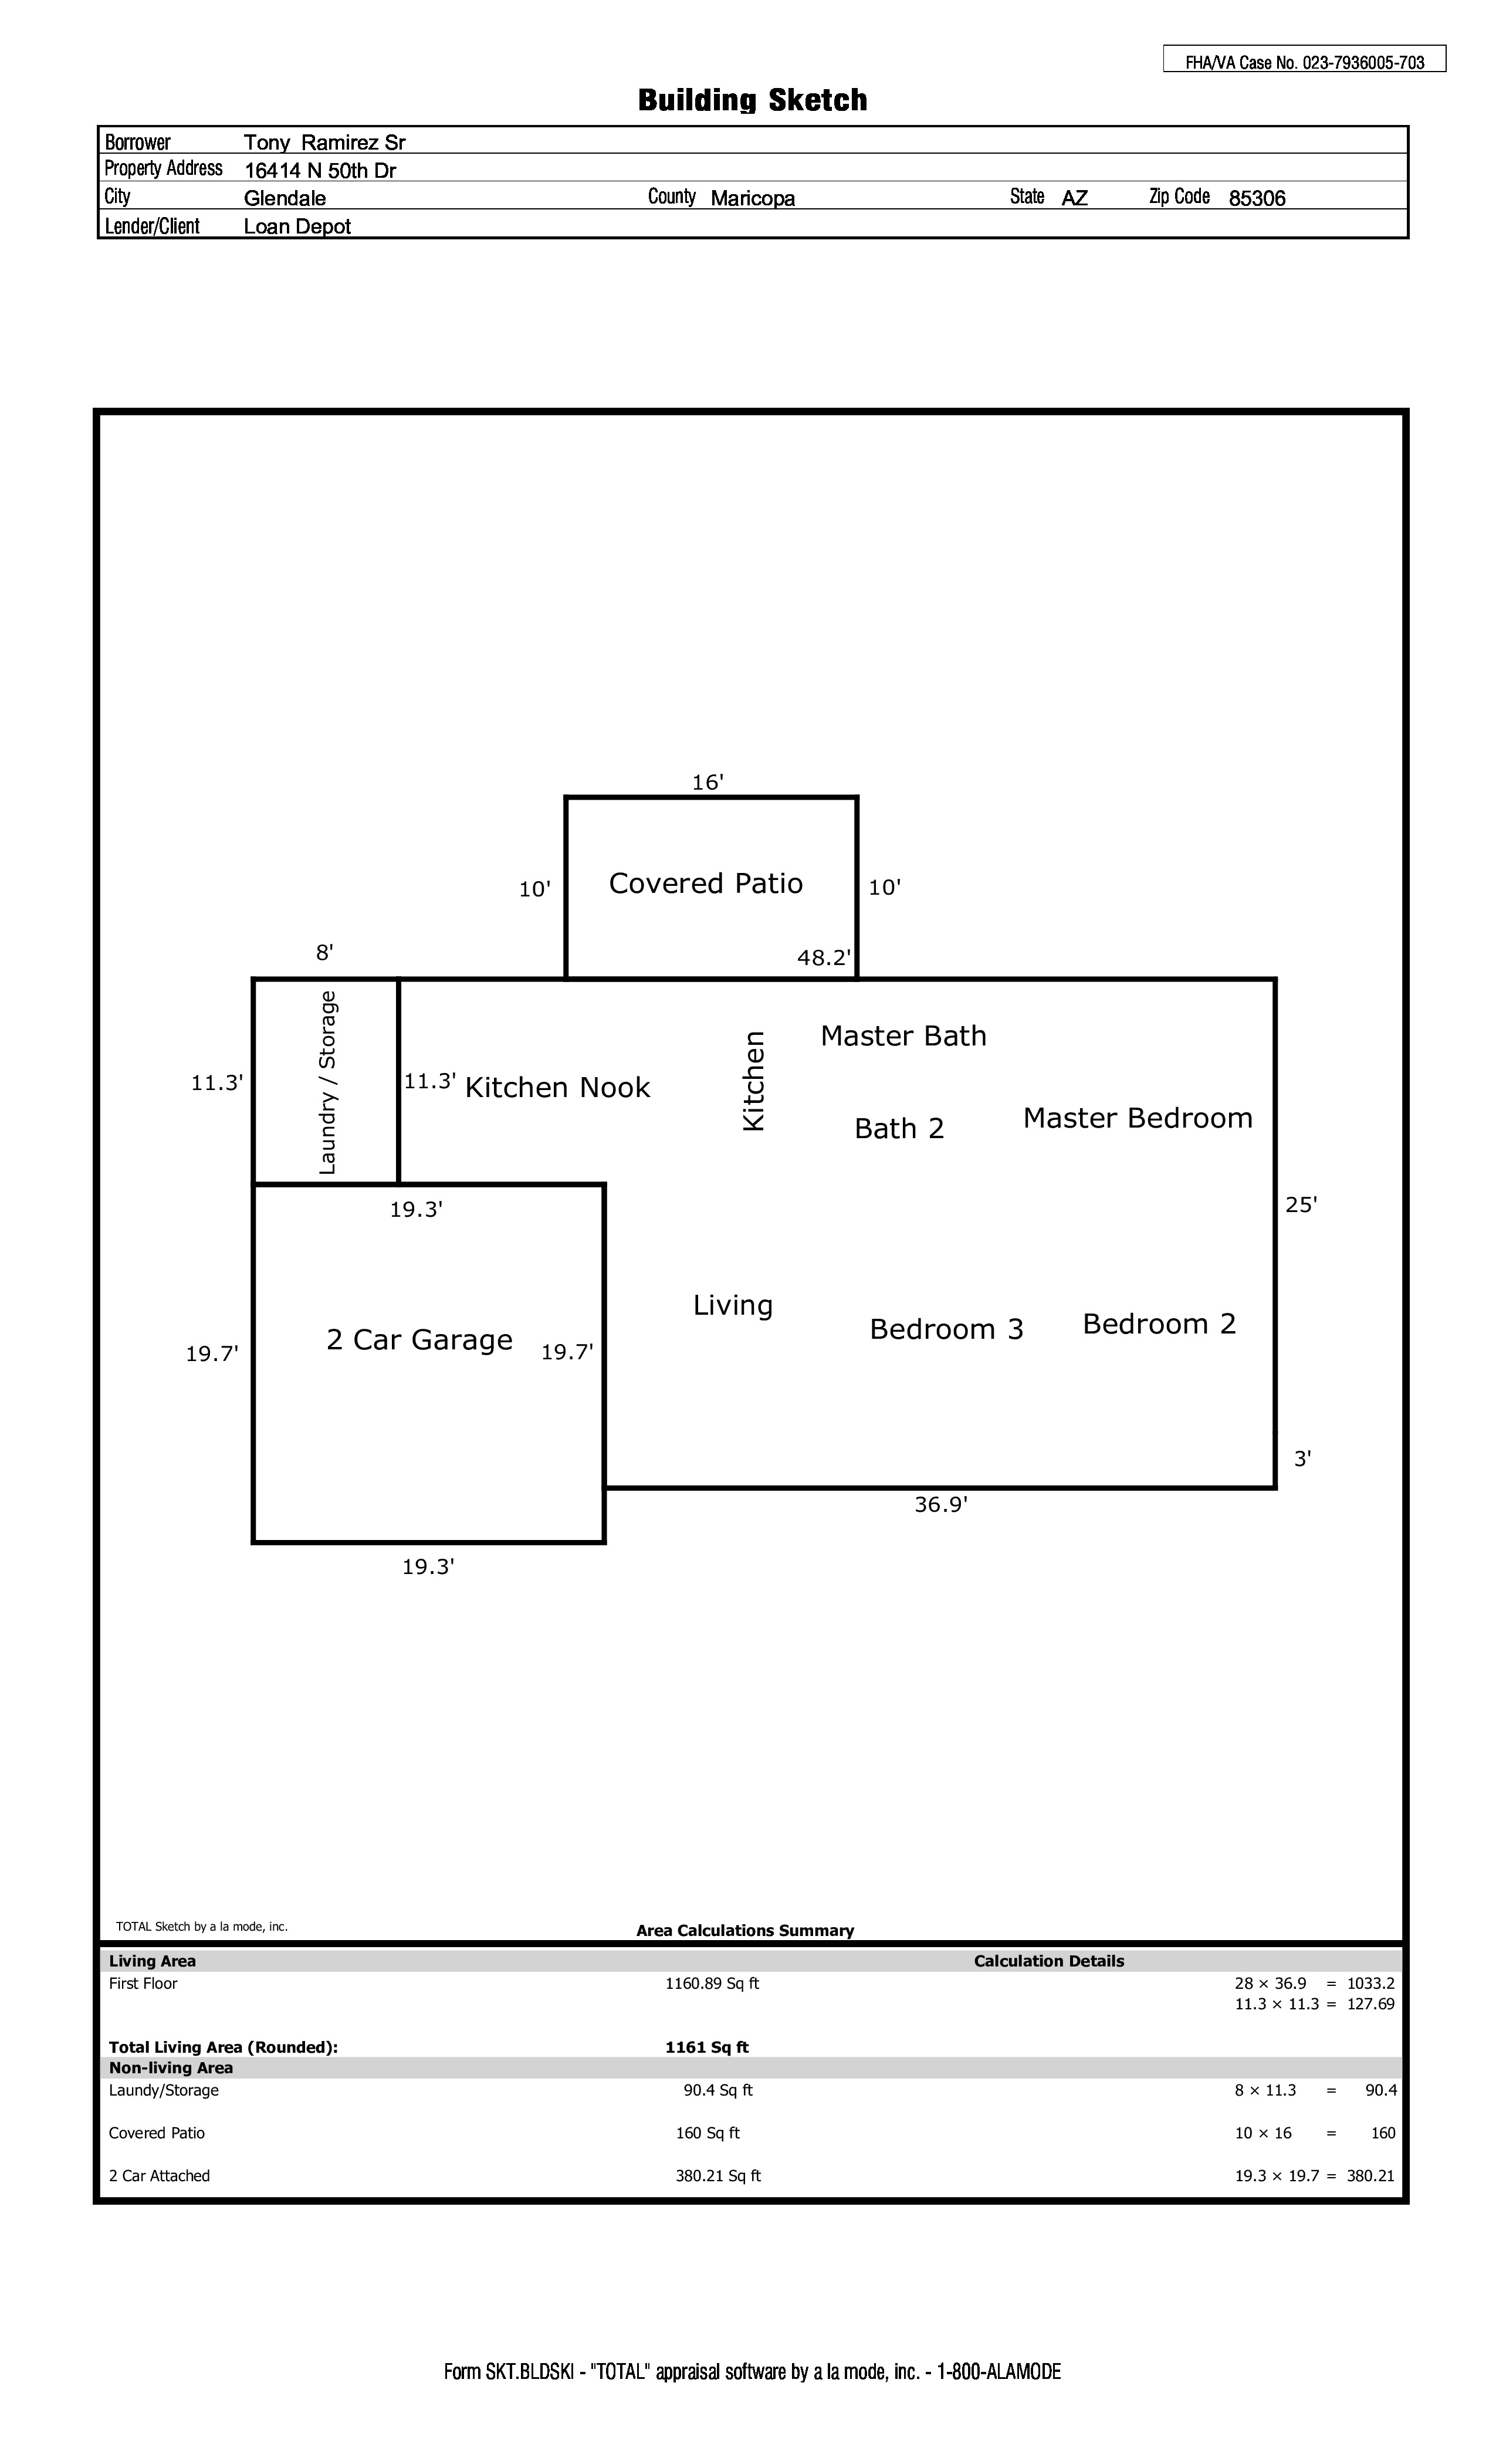 FHA/VA Case No. 023-7936005-703
Building Sketch
Borrower Tony Ramirez Sr
Property Address 16414 N 50th Dr
City Glendale County Maricopa State AZ Zip Code 85306
Lender/Client Loan Depot
16'
10' Covered Patio 10'
8' 48.2'
Laundry / Storage
Kitchen
Master Bath
11.3' 11.3' Kitchen Nook
Bath 2 Master Bedroom
19.3' 25'
Living
2 Car Garage Bedroom 3 Bedroom 2
19.7' 19.7'
3'
36.9'
19.3'
TOTAL Sketch by a la mode, inc. Area Calculations Summary
Living Area Calculation Details
First Floor 1160.89 Sq ft 28 × 36.9 = 1033.2
11.3 × 11.3 = 127.69
Total Living Area (Rounded): 1161 Sq ft
Non-living Area
Laundy/Storage 90.4 Sq ft 8 × 11.3 = 90.4
Covered Patio 160 Sq ft 10 × 16 = 160
2 Car Attached 380.21 Sq ft 19.3 × 19.7 = 380.21
Form SKT.BLDSKI - "TOTAL" appraisal software by a la mode, inc. - 1-800-ALAMODE